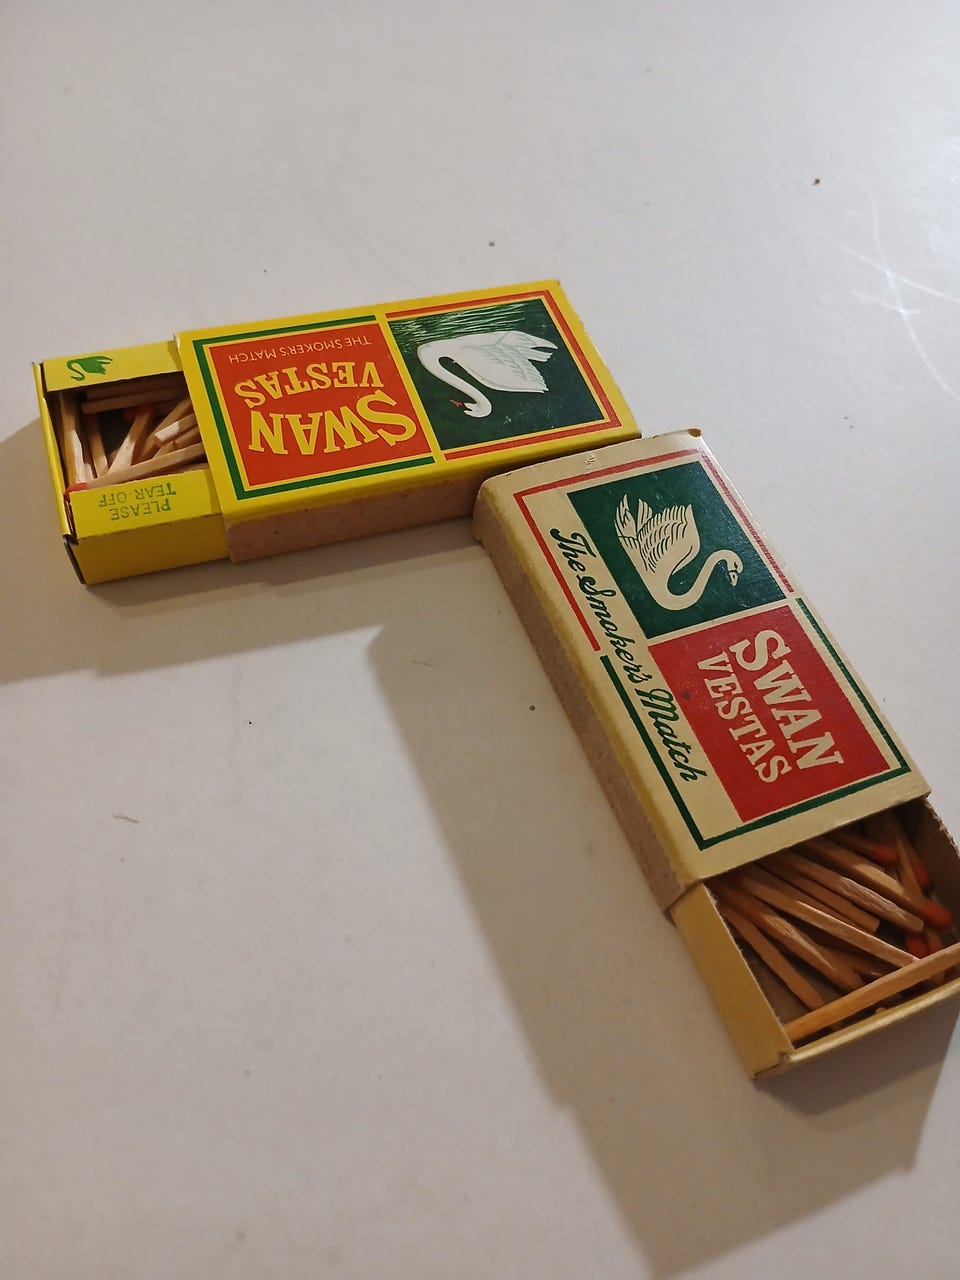 THE SMOKER'S MATCH
SWAN
VESTAS
PLEASE
TEAR OFF
The Smoker's Match
SWAN
VESTAS